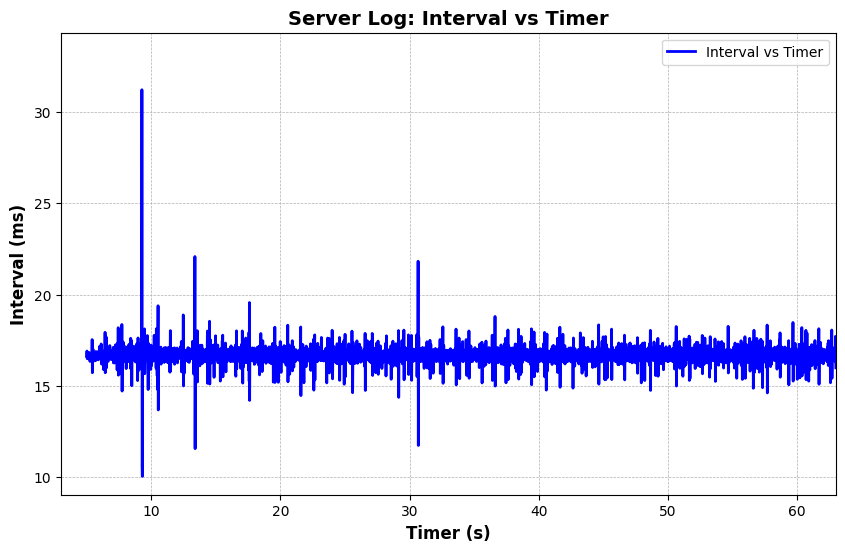 Server Log: Interval vs Timer
Interval vs Timer
30
25
20
15
10
Interval (ms)
10 20 30 40 50 60
Timer (s)